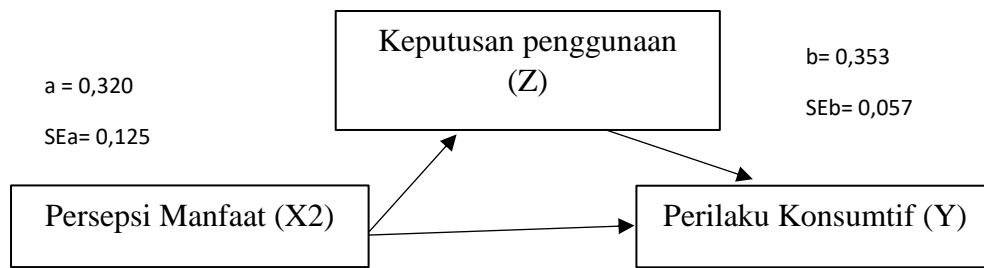 Keputusan penggunaan
(Z)
a = 0,320
SEa= 0,125
b= 0,353
SEb= 0,057
Persepsi Manfaat (X2)
Perilaku Konsumtif (Y)